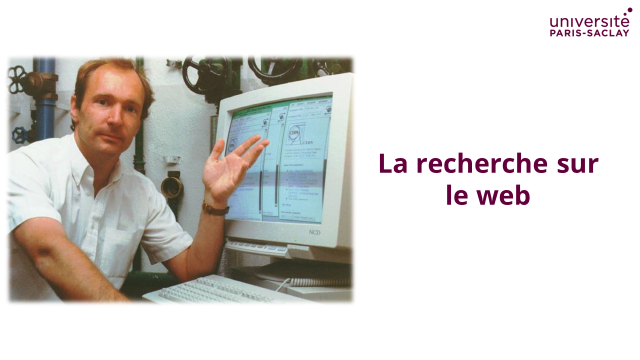 université
PARIS-SACLAY
La recherche sur
le web